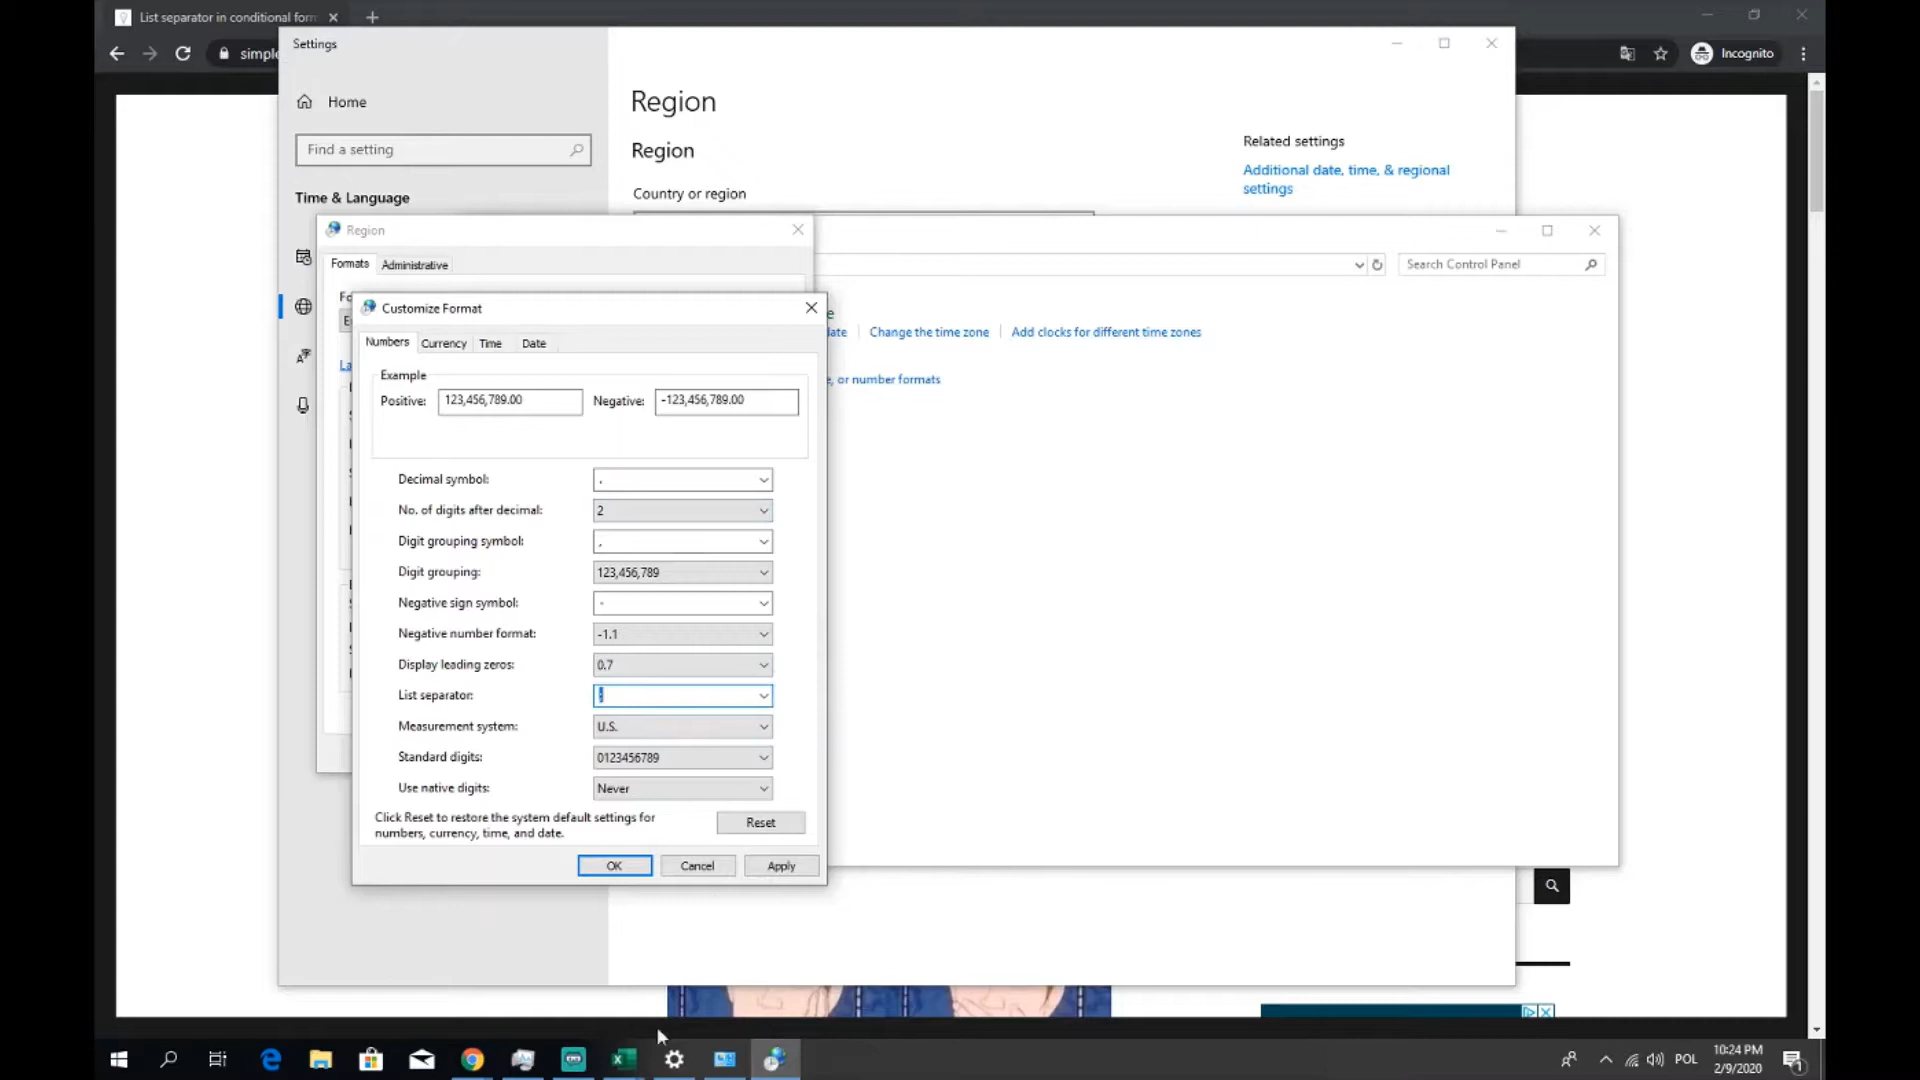 List separator in conditional form
simple
Incognito
Settings
Home
Find a setting
Time & Language
Region
Region
Country or region
Related settings
Additional date, time, & regional
settings
Region
Formats
Administrative
Search Control Panel
Change the time zone
Add clocks for different time zones
, or number formats
Customize Format
Numbers
Currency
Time
Date
Example
Positive:
123,456,789.00
Negative:
-123,456,789.00
Decimal symbol:
.
No. of digits after decimal:
2
Digit grouping symbol:
,
Digit grouping:
123,456,789
Negative sign symbol:
-
Negative number format:
-1.1
Display leading zeros:
0.7
List separator:
Measurement system:
U.S.
Standard digits:
0123456789
Use native digits:
Never
Click Reset to restore the system default settings for
numbers, currency, time, and date.
Reset
OK
Cancel
Apply
POL
10:24 PM
2/9/2020
1